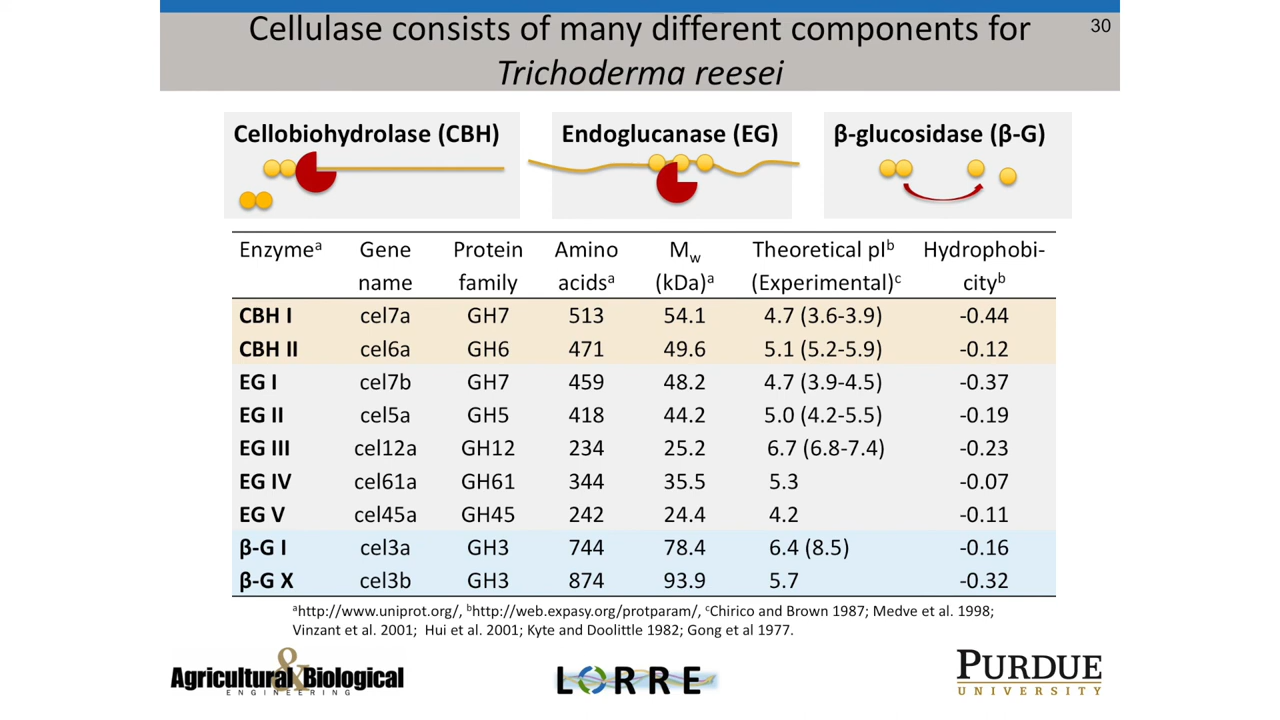 Cellulase consists of many different components for
30
Trichoderma reesei
Cellobiohydrolase (CBH)
Endoglucanase (EG)
β-glucosidase (β-G)
Enzymeᵃ Gene name Protein family Amino acidsᵃ Mw (kDa)ᵃ Theoretical pIᵇ (Experimental)ᶜ Hydrophobi-cityᵇ
CBH I cel7a GH7 513 54.1 4.7 (3.6-3.9) -0.44
CBH II cel6a GH6 471 49.6 5.1 (5.2-5.9) -0.12
EG I cel7b GH7 459 48.2 4.7 (3.9-4.5) -0.37
EG II cel5a GH5 418 44.2 5.0 (4.2-5.5) -0.19
EG III cel12a GH12 234 25.2 6.7 (6.8-7.4) -0.23
EG IV cel61a GH61 344 35.5 5.3 -0.07
EG V cel45a GH45 242 24.4 4.2 -0.11
β-G I cel3a GH3 744 78.4 6.4 (8.5) -0.16
β-G X cel3b GH3 874 93.9 5.7 -0.32
ᵃhttp://www.uniprot.org/, ᵇhttp://web.expasy.org/protparam/, ᶜChirico and Brown 1987; Medve et al. 1998;
Vinzant et al. 2001; Hui et al. 2001; Kyte and Doolittle 1982; Gong et al 1977.
Agricultural & Biological
ENGINEERING
LORRE
PURDUE
UNIVERSITY